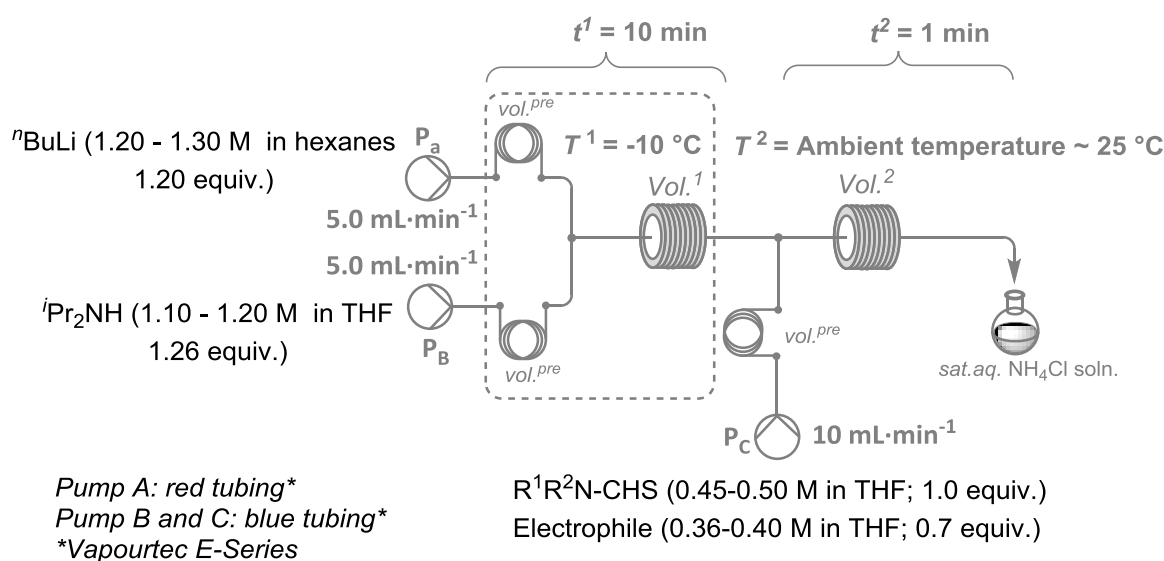 t¹ = 10 min
t² = 1 min
vol.ᵖʳᵉ
ⁿBuLi (1.20 - 1.30 M in hexanes
1.20 equiv.)
Pₐ
T ¹ = -10 °C
T ² = Ambient temperature ~ 25 °C
Vol.¹
Vol.²
5.0 mL·min⁻¹
5.0 mL·min⁻¹
ⁱPr₂NH (1.10 - 1.20 M in THF
1.26 equiv.)
P_B
vol.ᵖʳᵉ
vol.ᵖʳᵉ
sat.aq. NH₄Cl soln.
P_C
10 mL·min⁻¹
Pump A: red tubing*
Pump B and C: blue tubing*
*Vapourtec E-Series
R¹R²N-CHS (0.45-0.50 M in THF; 1.0 equiv.)
Electrophile (0.36-0.40 M in THF; 0.7 equiv.)